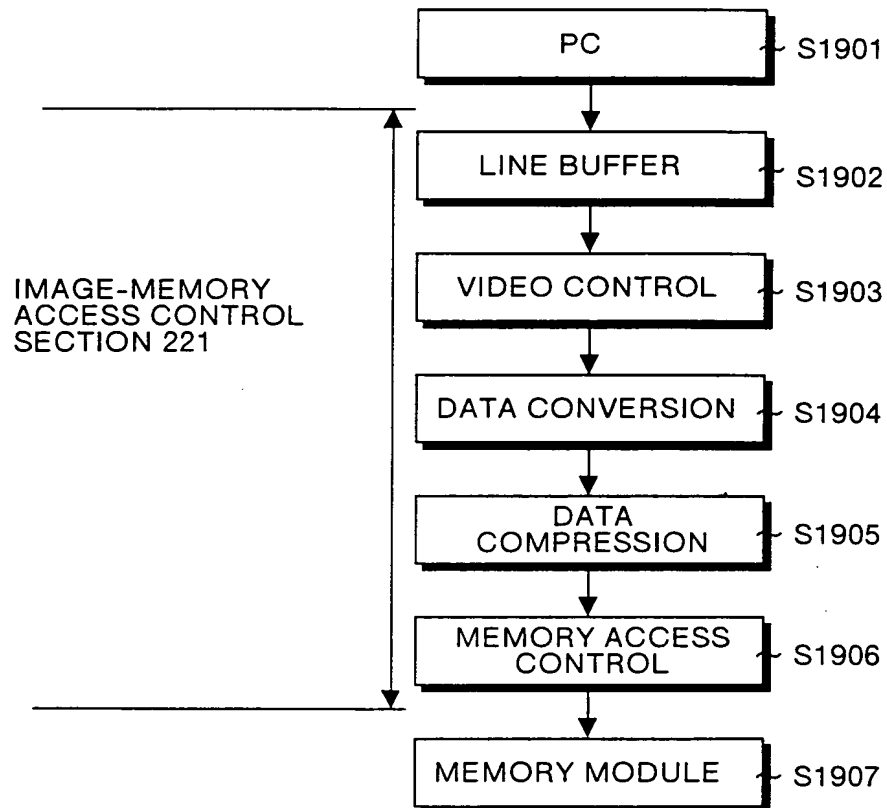 PC
S1901
LINE BUFFER
S1902
VIDEO CONTROL
S1903
IMAGE-MEMORY
ACCESS CONTROL
SECTION 221
DATA CONVERSION
S1904
DATA
COMPRESSION
S1905
MEMORY ACCESS
CONTROL
S1906
MEMORY MODULE
S1907